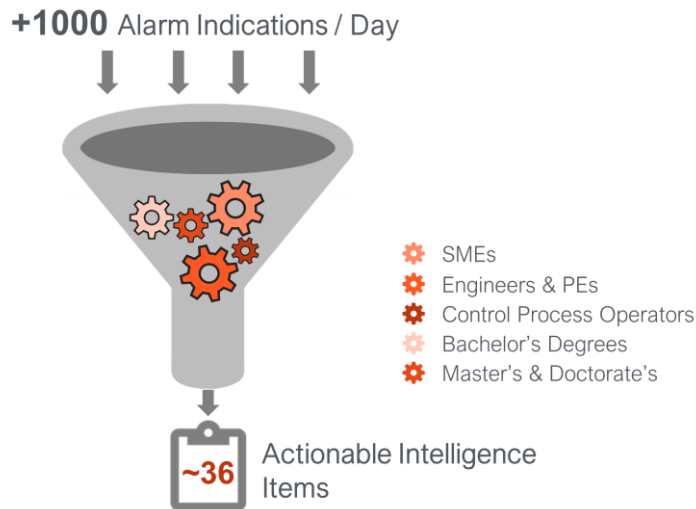 +1000 Alarm Indications / Day
SMEs
Engineers & PEs
Control Process Operators
Bachelor's Degrees
Master's & Doctorate's
~36
Actionable Intelligence
Items